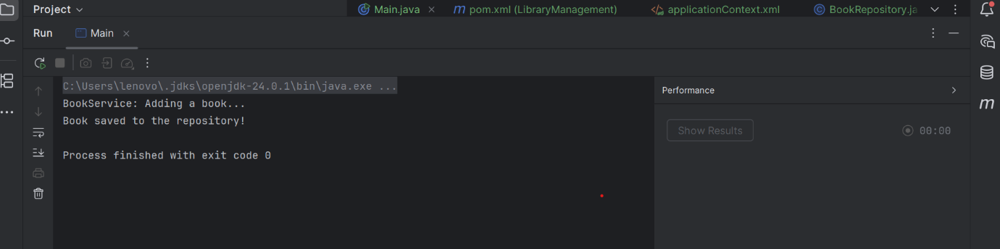 Project
Main.java
pom.xml (LibraryManagement)
applicationContext.xml
BookRepository.ja
Run
Main
C:\Users\lenovo\.jdks\openjdk-24.0.1\bin\java.exe ...
BookService: Adding a book...
Book saved to the repository!
Process finished with exit code 0
Performance
Show Results
00:00